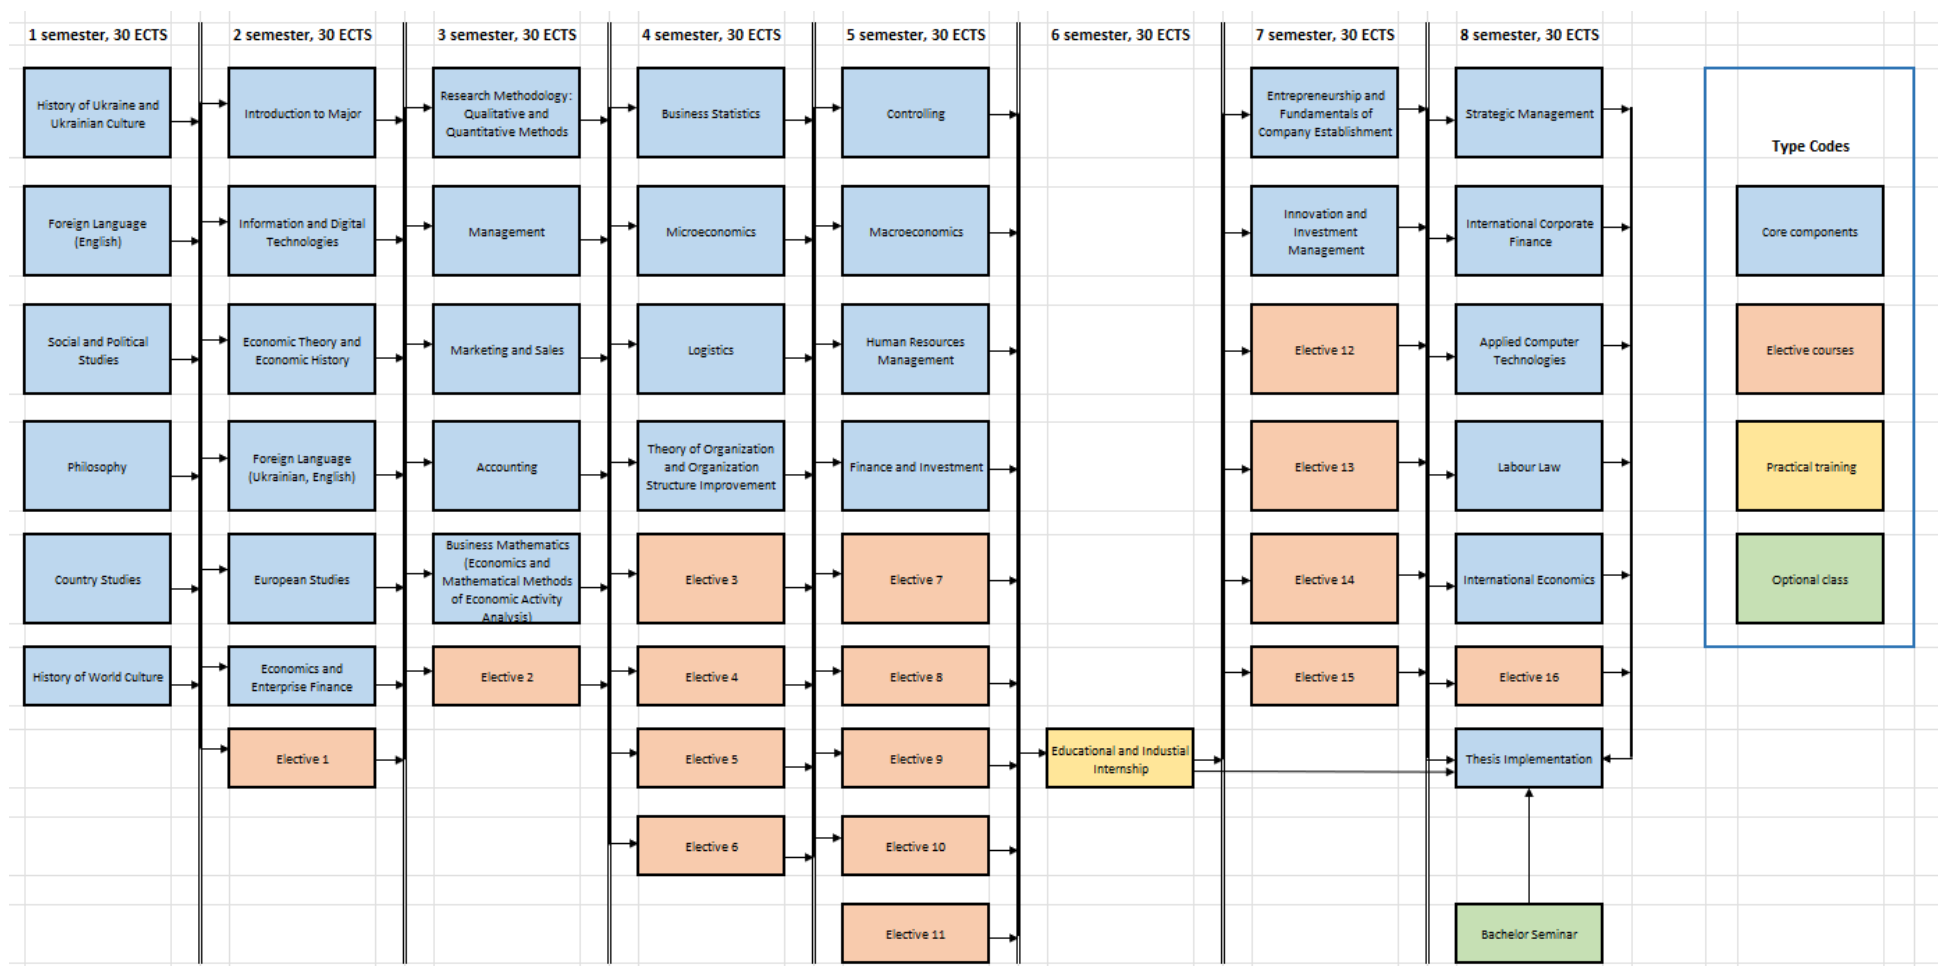 1 semester, 30 ECTS
2 semester, 30 ECTS
3 semester, 30 ECTS
4 semester, 30 ECTS
5 semester, 30 ECTS
6 semester, 30 ECTS
7 semester, 30 ECTS
8 semester, 30 ECTS
History of Ukraine and
Ukrainian Culture
Foreign Language
(English)
Social and Political
Studies
Philosophy
Country Studies
History of World Culture
Introduction to Major
Information and Digital
Technologies
Economic Theory and
Economic History
Foreign Language
(Ukrainian, English)
European Studies
Economics and
Enterprise Finance
Elective 1
Research Methodology:
Qualitative and
Quantitative Methods
Management
Marketing and Sales
Accounting
Business Mathematics
(Economics and
Mathematical Methods
of Economic Activity
Analysis)
Elective 2
Business Statistics
Microeconomics
Logistics
Theory of Organization
and Organization
Structure Improvement
Elective 3
Elective 4
Elective 5
Elective 6
Controlling
Macroeconomics
Human Resources
Management
Finance and Investment
Elective 7
Elective 8
Elective 9
Elective 10
Elective 11
Educational and Industial
Internship
Entrepreneurship and
Fundamentals of
Company Establishment
Innovation and
Investment
Management
Elective 12
Elective 13
Elective 14
Elective 15
Strategic Management
International Corporate
Finance
Applied Computer
Technologies
Labour Law
International Economics
Elective 16
Thesis Implementation
Bachelor Seminar
Type Codes
Core components
Elective courses
Practical training
Optional class